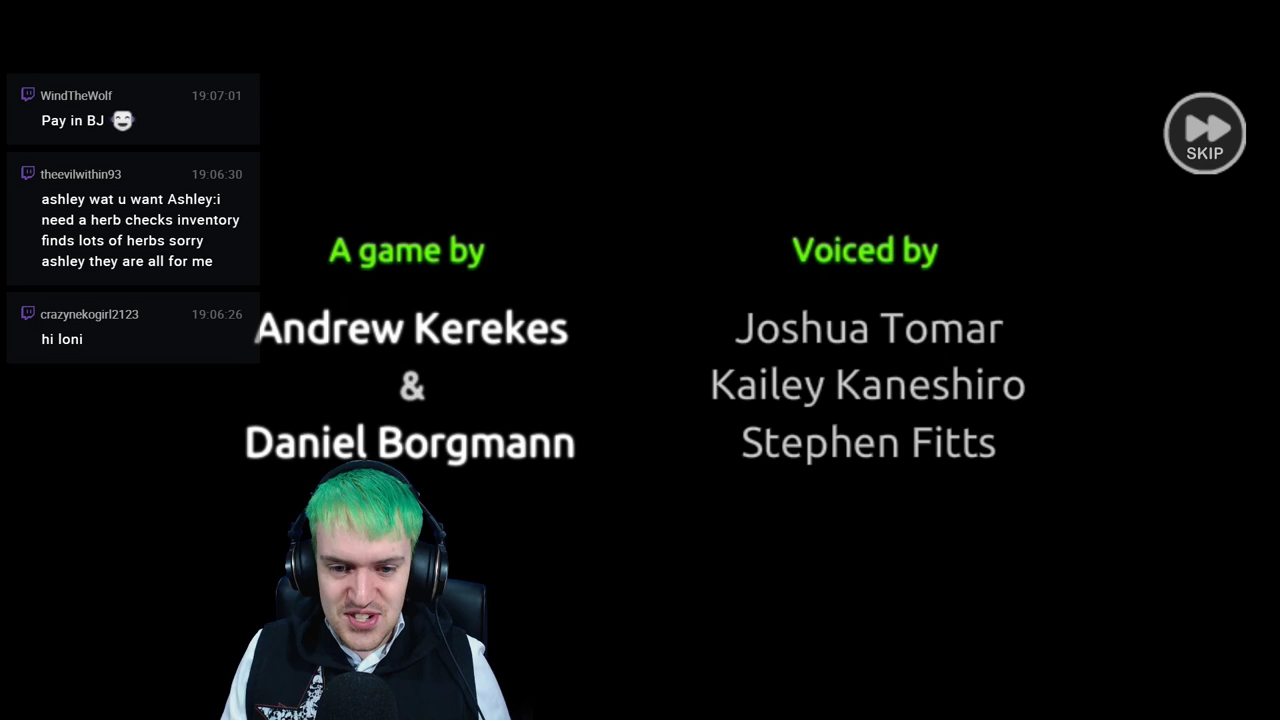 WindTheWolf 19:07:01
Pay in BJ
theevilwithin93 19:06:30
ashley wat u want Ashley:i
need a herb checks inventory
finds lots of herbs sorry
ashley they are all for me
crazynekogirl2123 19:06:26
hi loni
A game by
Andrew Kerekes
&
Daniel Borgmann
Voiced by
Joshua Tomar
Kailey Kaneshiro
Stephen Fitts
SKIP